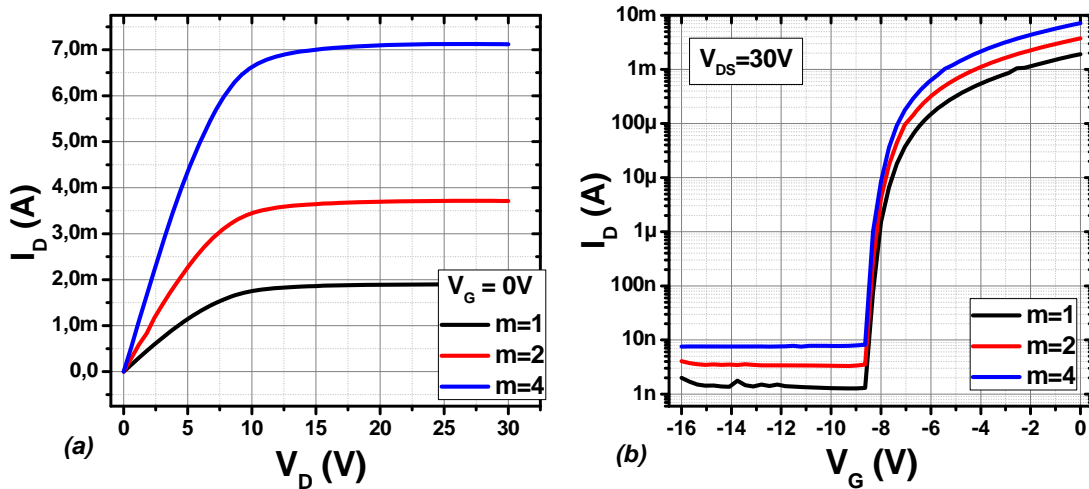 7,0m
6,0m
5,0m
4,0m
3,0m
2,0m
1,0m
0,0
I_D (A)
0 5 10 15 20 25 30
V_D (V)
V_G = 0V
m=1
m=2
m=4
(a)
10m
1m
100µ
10µ
1µ
100n
10n
1n
I_D (A)
-16 -14 -12 -10 -8 -6 -4 -2 0
V_G (V)
V_DS=30V
m=1
m=2
m=4
(b)